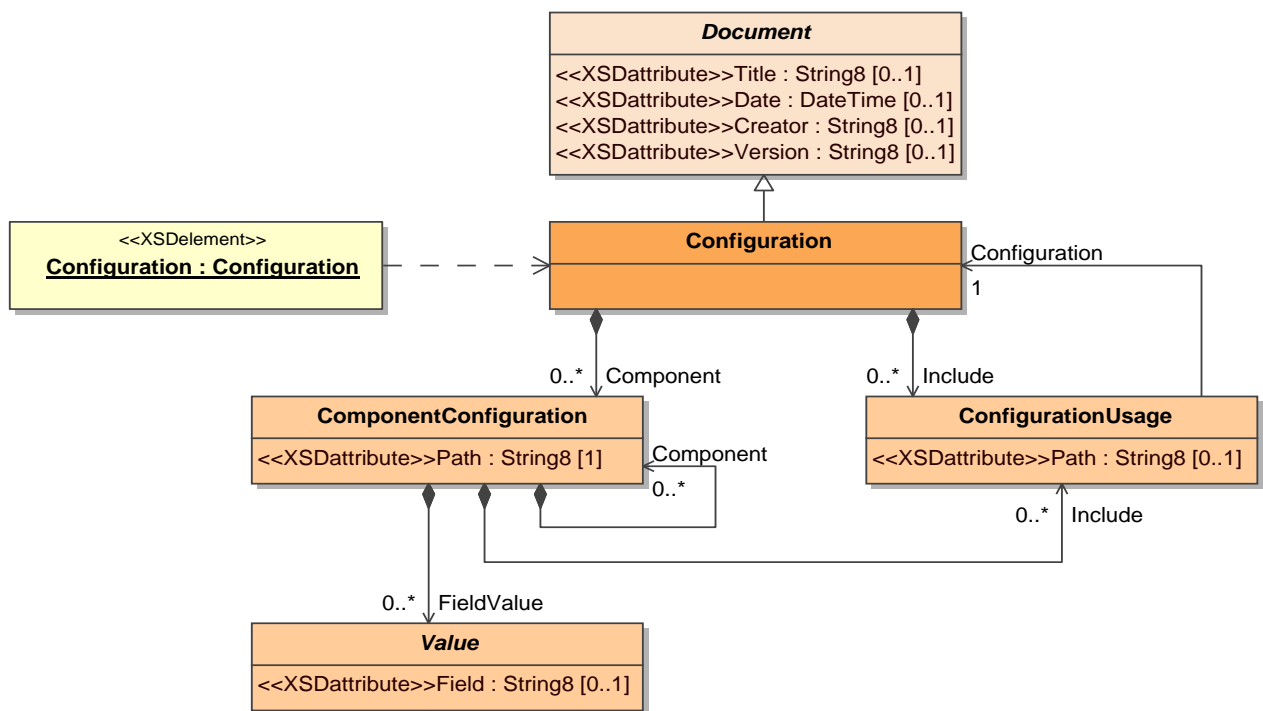 Document
<<XSDattribute>>Title : String8 [0..1]
<<XSDattribute>>Date : DateTime [0..1]
<<XSDattribute>>Creator : String8 [0..1]
<<XSDattribute>>Version : String8 [0..1]
<<XSDelement>>
Configuration : Configuration
Configuration
Configuration
1
0..* Component
0..* Include
ComponentConfiguration
<<XSDattribute>>Path : String8 [1]
Component
0..*
ConfigurationUsage
<<XSDattribute>>Path : String8 [0..1]
0..* Include
0..* FieldValue
Value
<<XSDattribute>>Field : String8 [0..1]